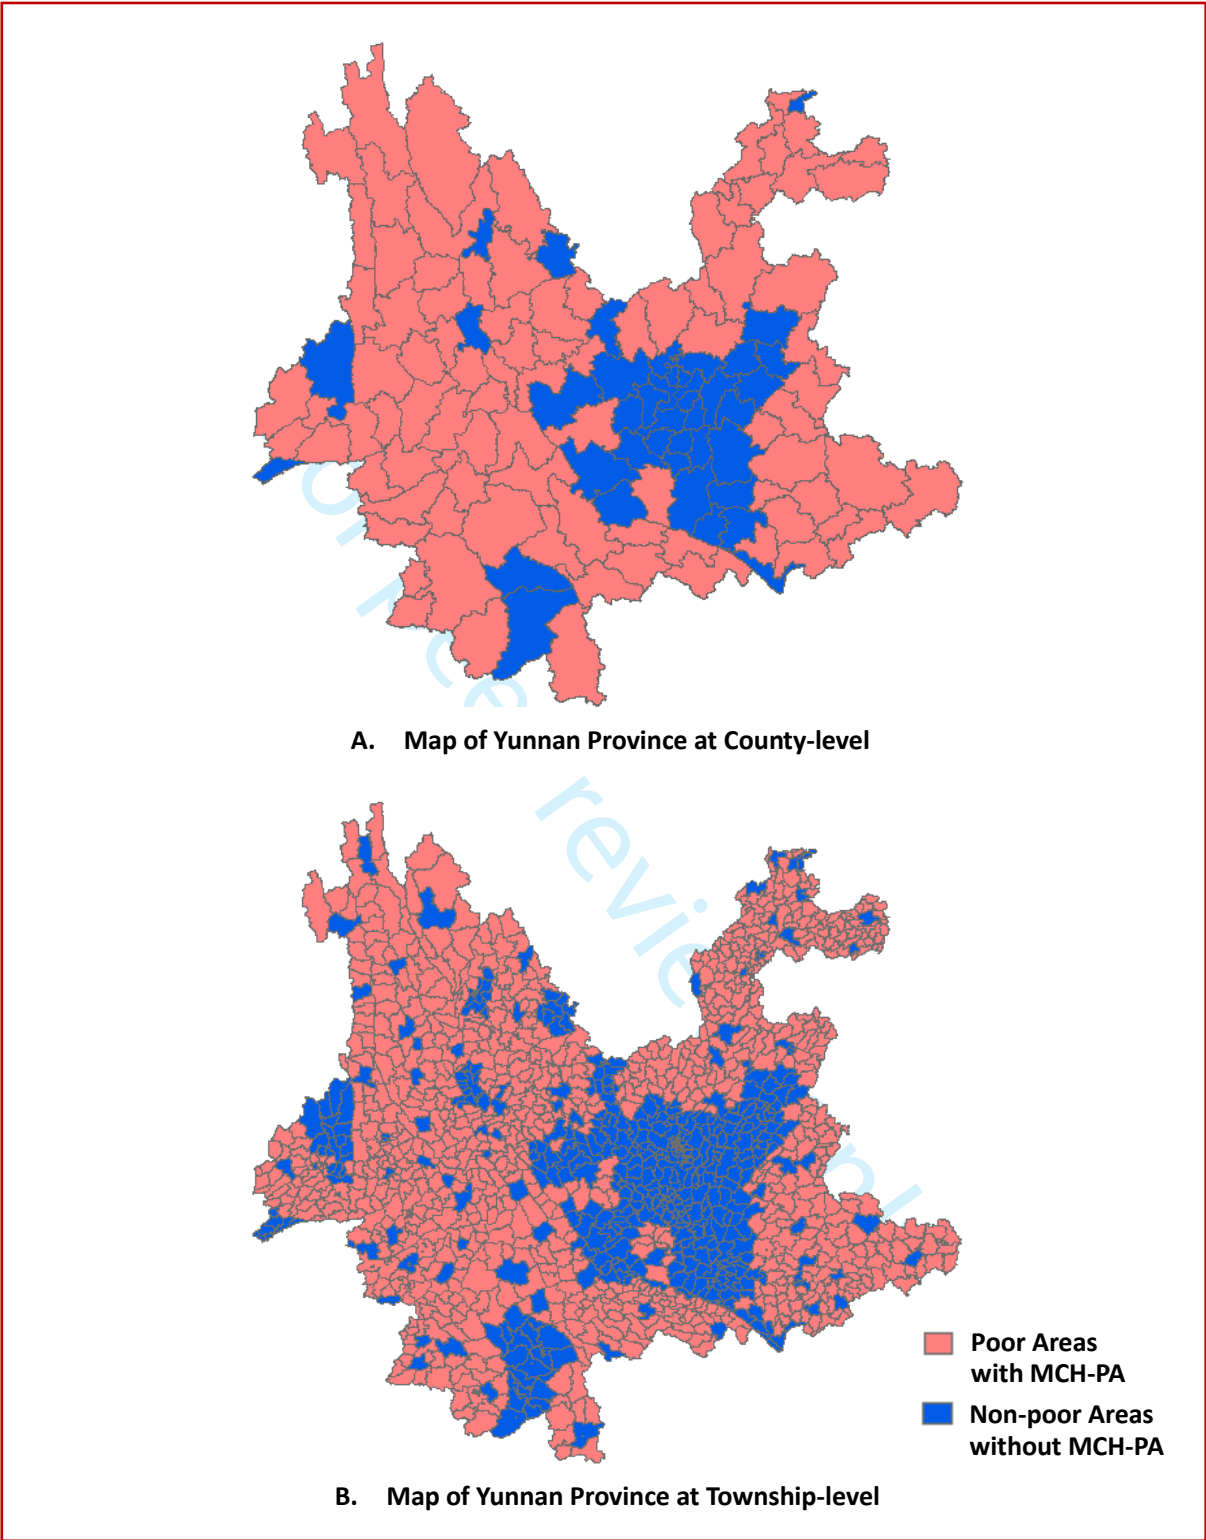 A. Map of Yunnan Province at County-level
review
Poor Areas
with MCH-PA
Non-poor Areas
without MCH-PA
B. Map of Yunnan Province at Township-level